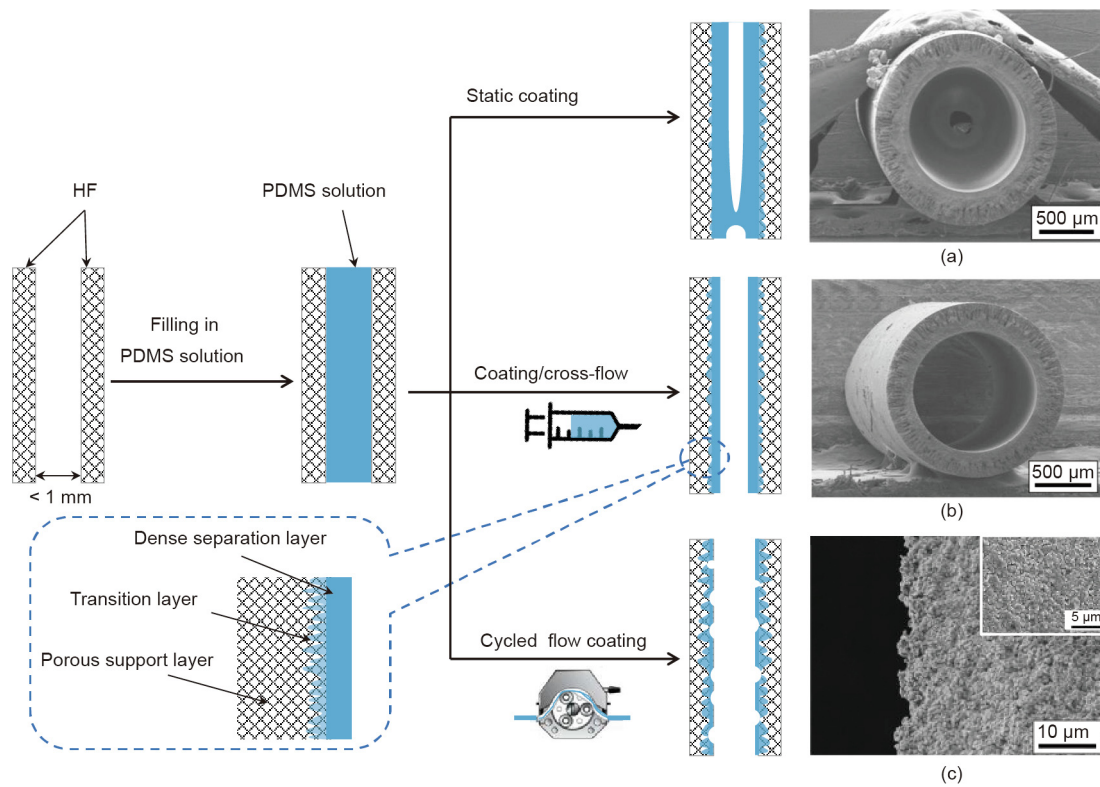 Static coating
500 µm
(a)
HF
PDMS solution
Filling in
PDMS solution
Coating/cross-flow
500 µm
(b)
< 1 mm
Dense separation layer
Transition layer
Porous support layer
Cycled flow coating
5 µm
10 µm
(c)